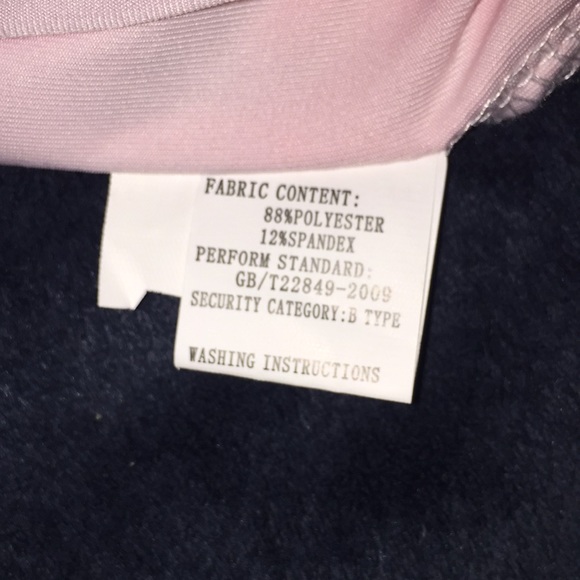 FABRIC CONTENT:
88%POLYESTER
12%SPANDEX
PERFORM STANDARD:
GB/T22849-2009
SECURITY CATEGORY:B TYPE
WASHING INSTRUCTIONS